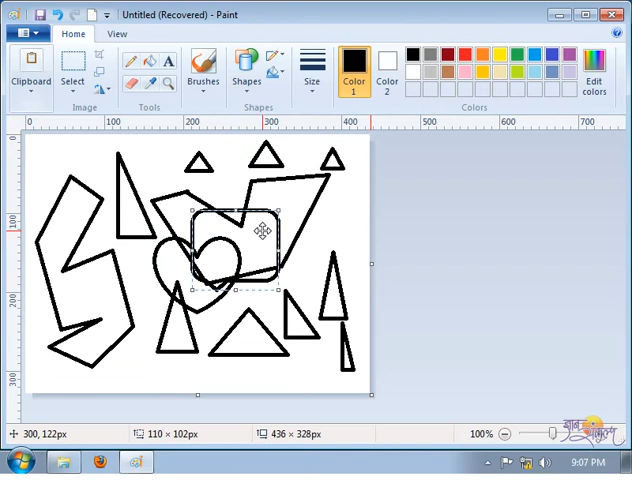 Untitled (Recovered) - Paint
Home
View
Clipboard
Select
Image
A
Tools
Brushes
Shapes
Shapes
Size
Color
1
Color
2
Edit
colors
Colors
0 100 200 300 400 500 600 700
0
100
200
300
300, 122px
110 × 102px
436 × 328px
100%
9:07 PM